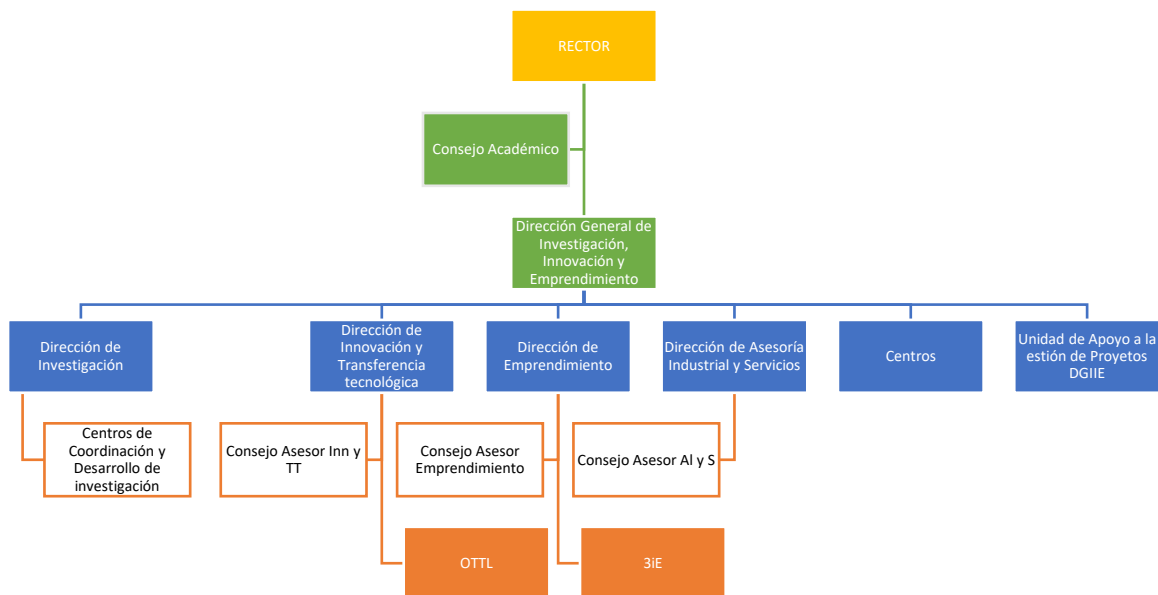 RECTOR
Consejo Académico
Dirección General de
Investigación,
Innovación y
Emprendimiento
Dirección de
Investigación
Dirección de
Innovación y
Transferencia
tecnológica
Dirección de
Emprendimiento
Dirección de Asesoría
Industrial y Servicios
Centros
Unidad de Apoyo a la
estión de Proyetos
DGIIE
Centros de
Coordinación y
Desarrollo de
investigación
Consejo Asesor Inn y
TT
Consejo Asesor
Emprendimiento
Consejo Asesor Al y S
OTTL
3iE